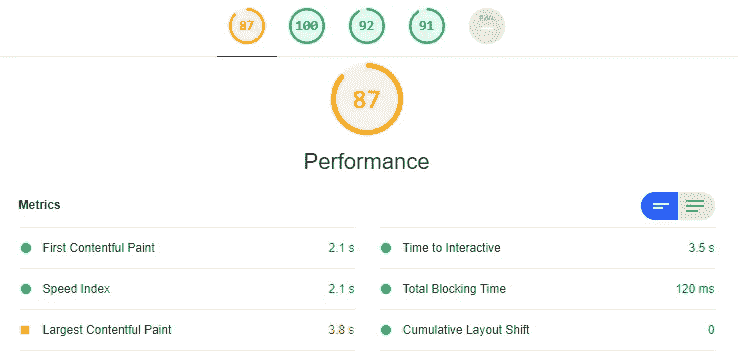 87 100 92 91
87
Performance
Metrics
First Contentful Paint 2.1 s
Time to Interactive 3.5 s
Speed Index 2.1 s
Total Blocking Time 120 ms
Largest Contentful Paint 3.8 s
Cumulative Layout Shift 0